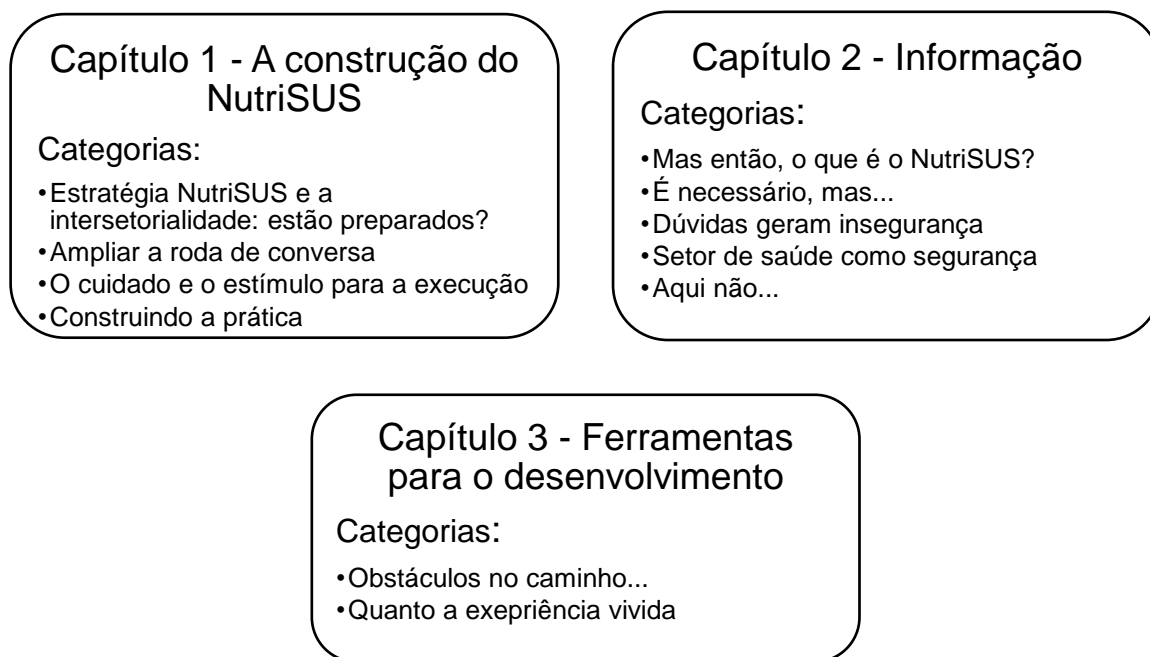 Capítulo 1 - A construção do
NutriSUS
Categorias:
•Estratégia NutriSUS e a
intersetorialidade: estão preparados?
•Ampliar a roda de conversa
•O cuidado e o estímulo para a execução
•Construindo a prática
Capítulo 2 - Informação
Categorias:
•Mas então, o que é o NutriSUS?
•É necessário, mas...
•Dúvidas geram insegurança
•Setor de saúde como segurança
•Aqui não...
Capítulo 3 - Ferramentas
para o desenvolvimento
Categorias:
•Obstáculos no caminho...
•Quanto a exepriência vivida